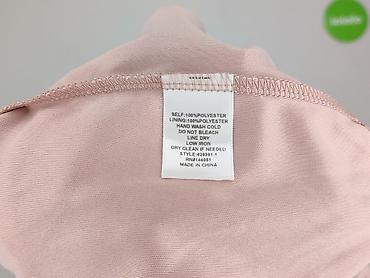 SELF:100%POLYESTER
LINING:100%POLYESTER
HAND WASH COLD
DO NOT BLEACH
LINE DRY
LOW IRON
DRY CLEAN IF NEEDED
MADE IN CHINA